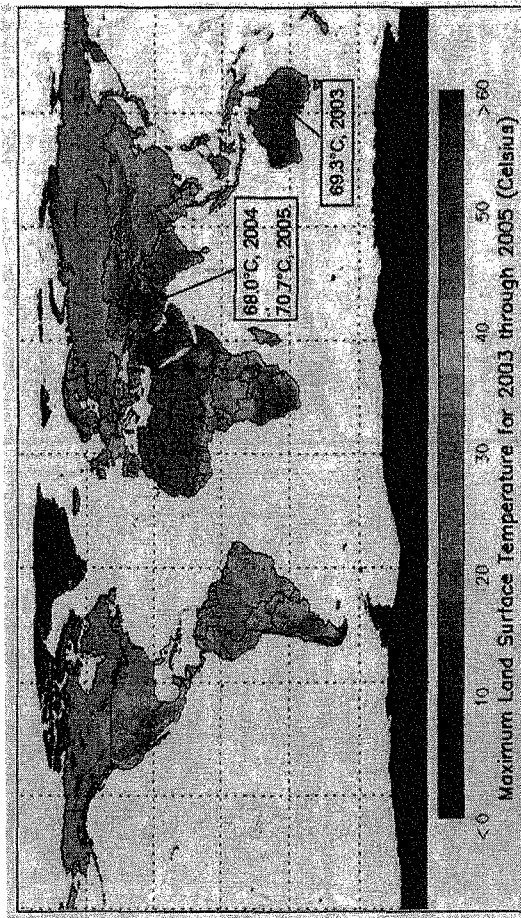 68.0°C, 2004
70.7°C, 2005
69.3°C, 2003
<0 10 20 30 40 50 >60
Maximum Land Surface Temperature for 2003 through 2005 (Celsius)